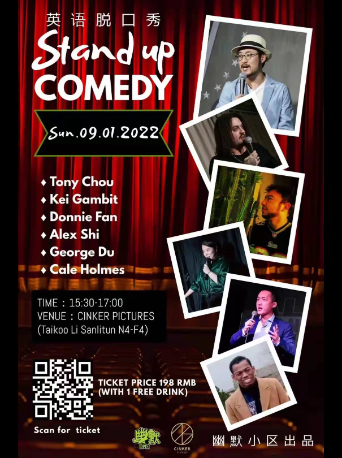 英语脱口秀
Stand up
COMEDY
Sun.09.01.2022
♦ Tony Chou
♦ Kei Gambit
♦ Donnie Fan
♦ Alex Shi
♦ George Du
♦ Cale Holmes
TIME：15:30-17:00
VENUE：CINKER PICTURES
(Taikoo Li Sanlitun N4-F4)
TICKET PRICE 198 RMB
(WITH 1 FREE DRINK)
Scan for ticket
CINKER
幽默小区出品